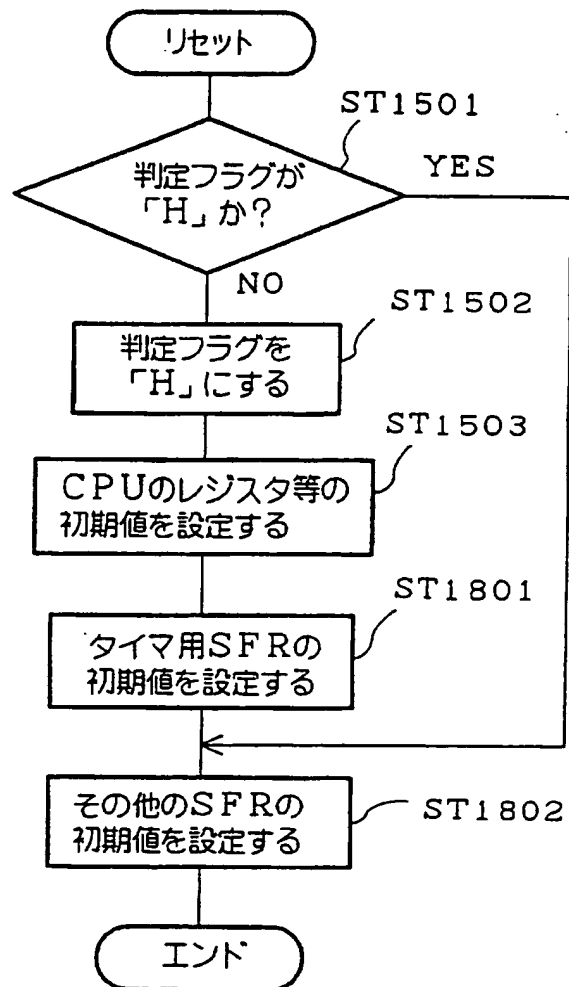 リセット
ST1501
判定フラグが
「H」か?
YES
NO
ST1502
判定フラグを
「H」にする
ST1503
CPUのレジスタ等の
初期値を設定する
ST1801
タイマ用SFRの
初期値を設定する
その他のSFRの
初期値を設定する
ST1802
エンド